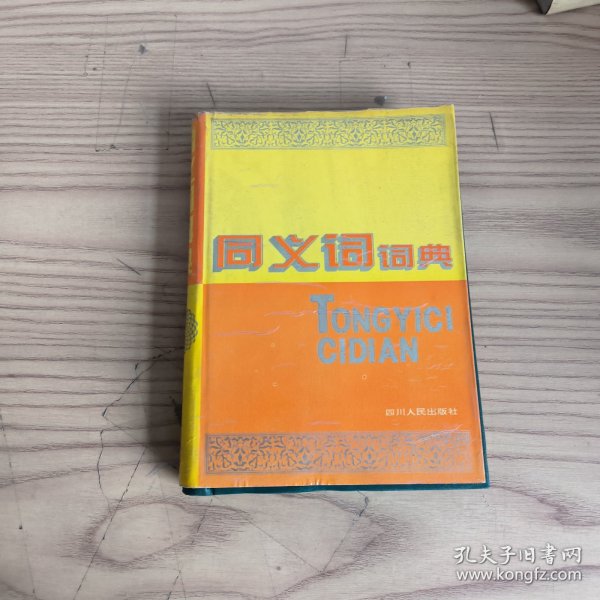 同义词词典
TONGYICI
CIDIAN
四川人民出版社
孔夫子旧书网
www.kongfz.com